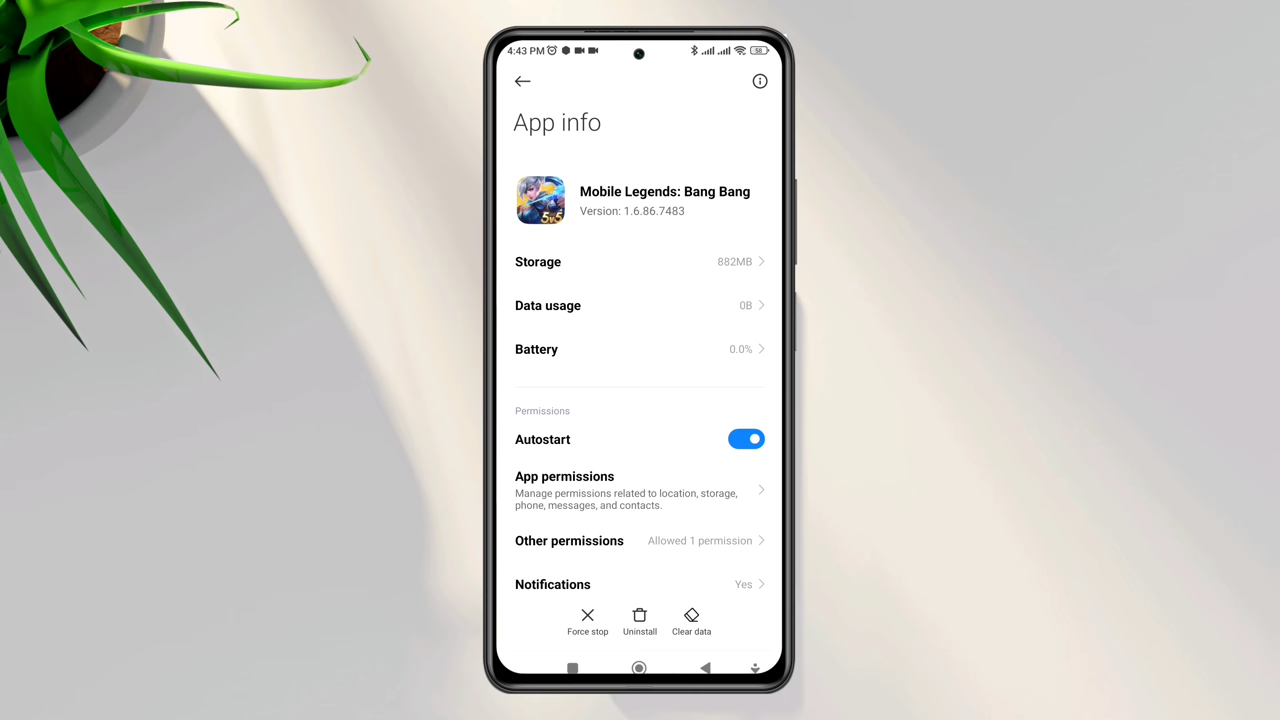 4:43 PM
58
App info
5v5
Mobile Legends: Bang Bang
Version: 1.6.86.7483
Storage 882MB
Data usage 0B
Battery 0.0%
Permissions
Autostart
App permissions
Manage permissions related to location, storage,
phone, messages, and contacts.
Other permissions Allowed 1 permission
Notifications Yes
Force stop Uninstall Clear data